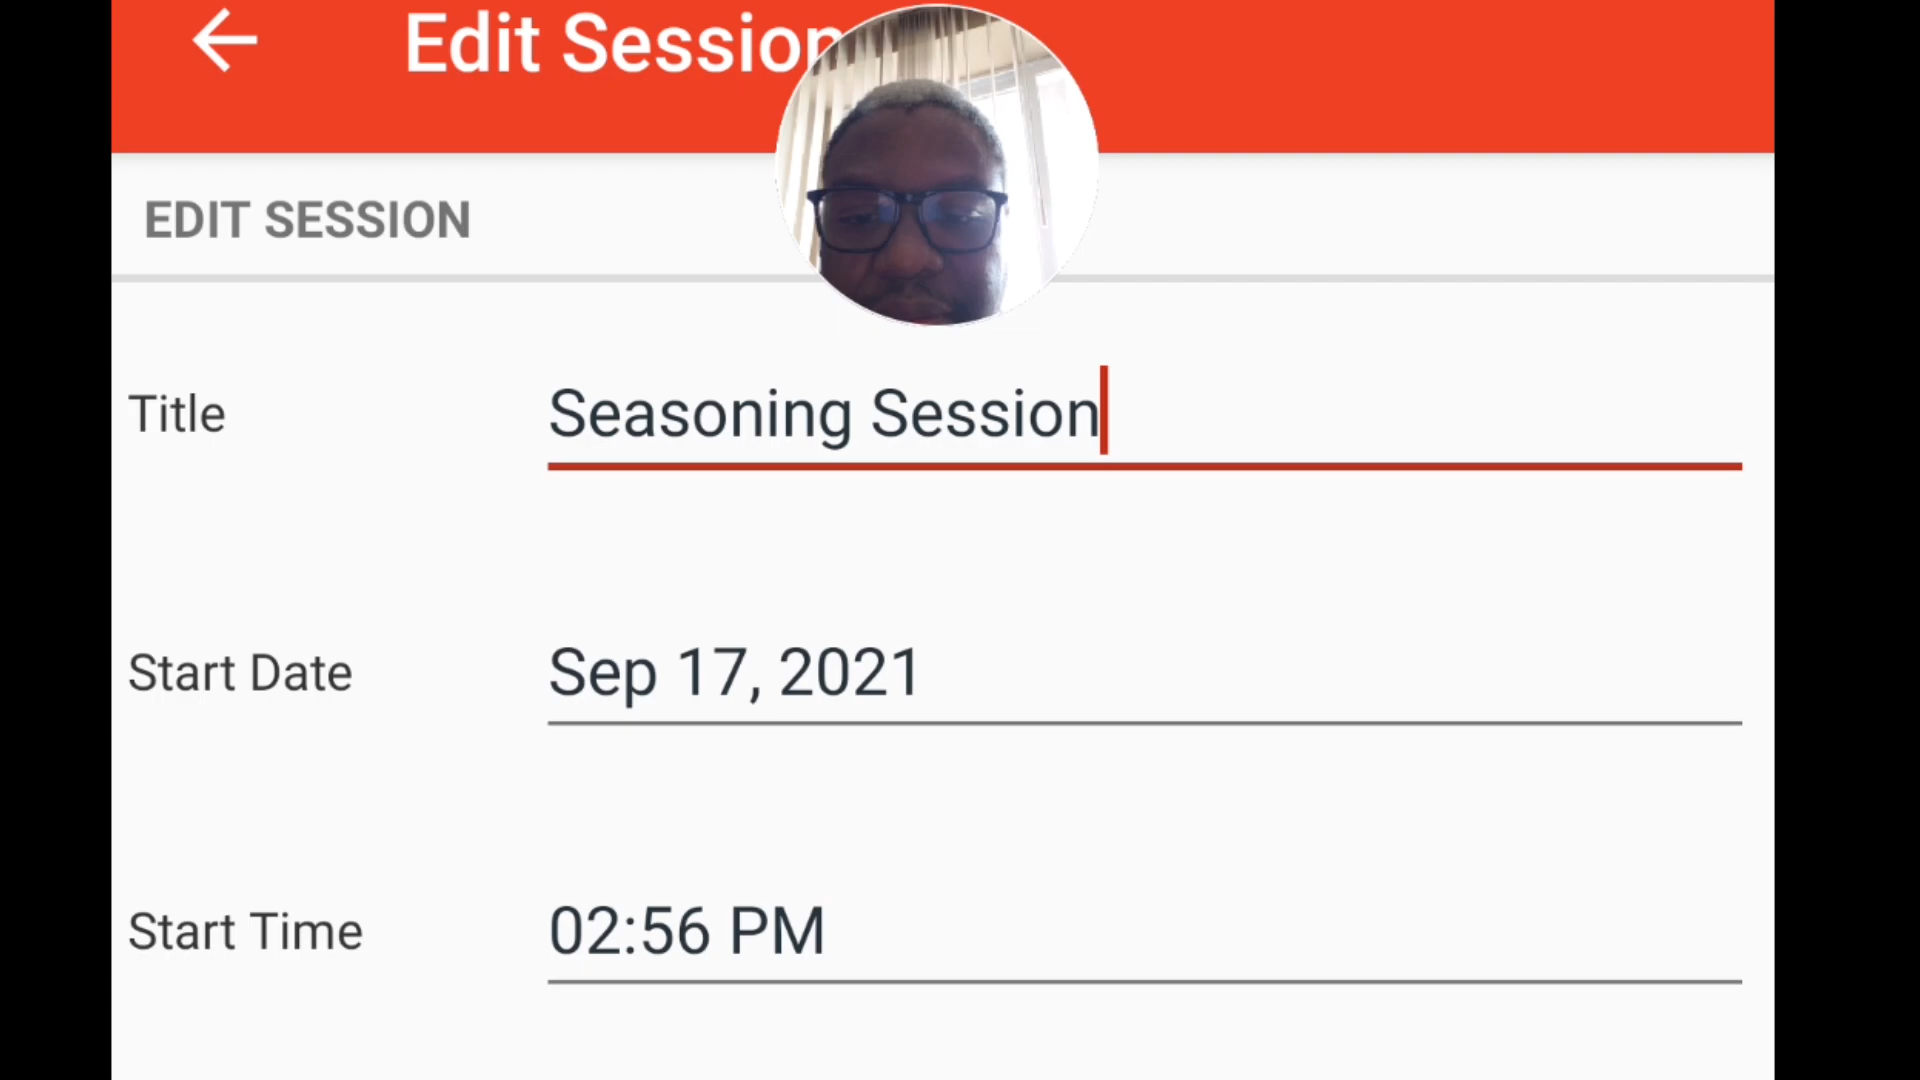 Edit Session
EDIT SESSION
Title
Seasoning Session
Start Date
Sep 17, 2021
Start Time
02:56 PM